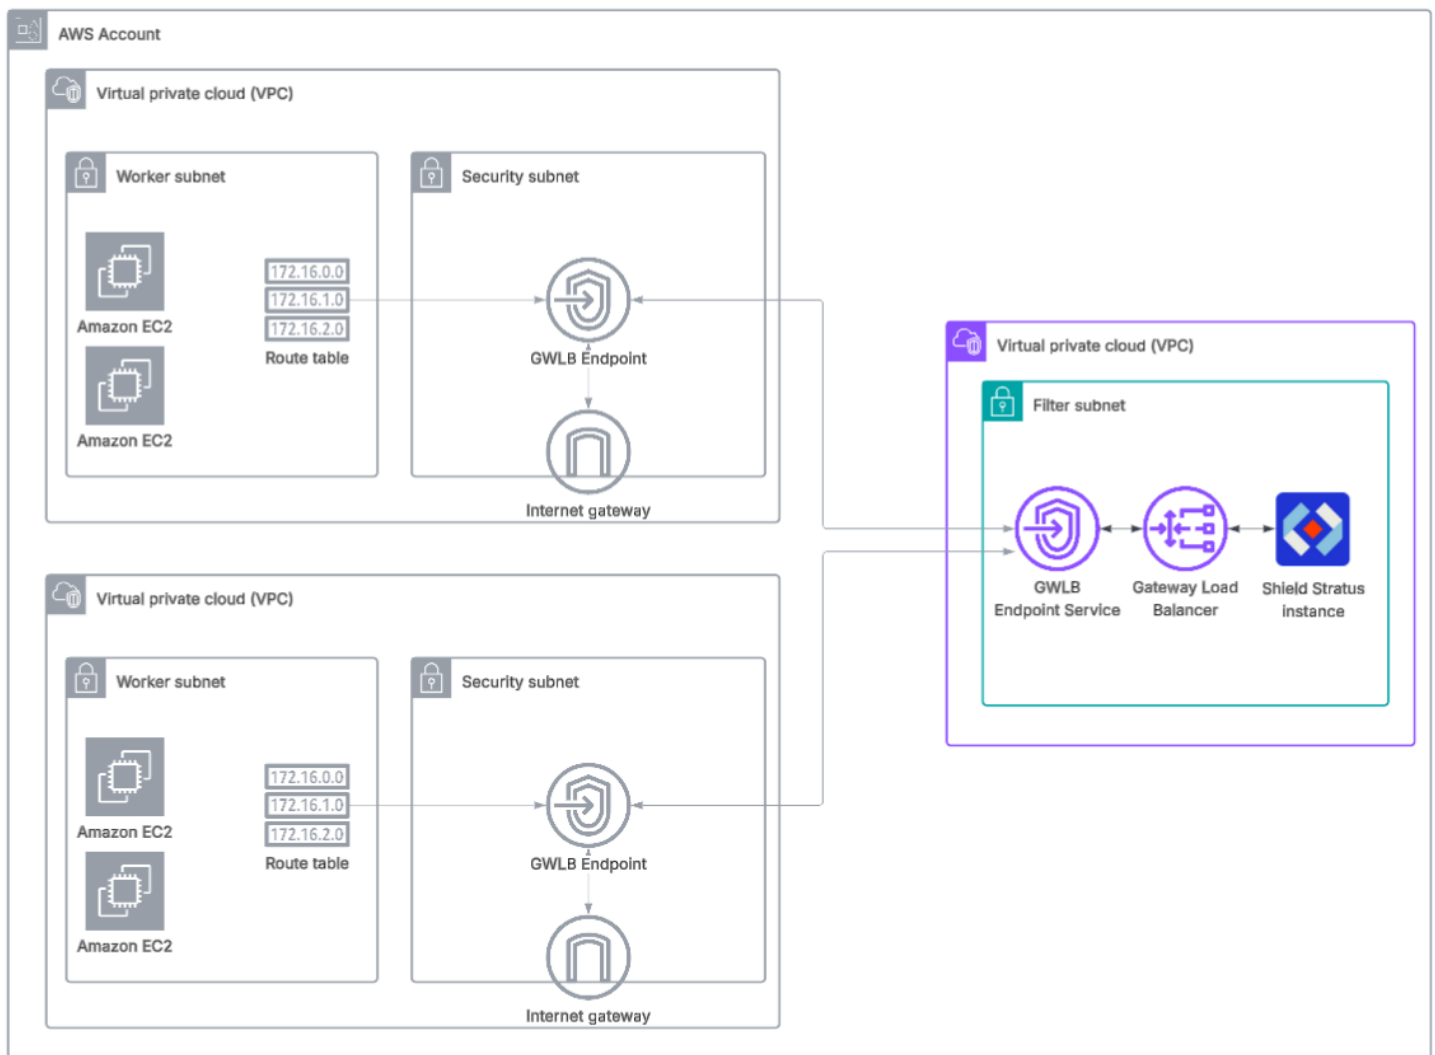 AWS Account
Virtual private cloud (VPC)
Worker subnet
Amazon EC2
Amazon EC2
172.16.0.0
172.16.1.0
172.16.2.0
Route table
Security subnet
GWLB Endpoint
Internet gateway
Virtual private cloud (VPC)
Worker subnet
Amazon EC2
Amazon EC2
172.16.0.0
172.16.1.0
172.16.2.0
Route table
Security subnet
GWLB Endpoint
Internet gateway
Virtual private cloud (VPC)
Filter subnet
GWLB
Endpoint Service
Gateway Load
Balancer
Shield Stratus
instance